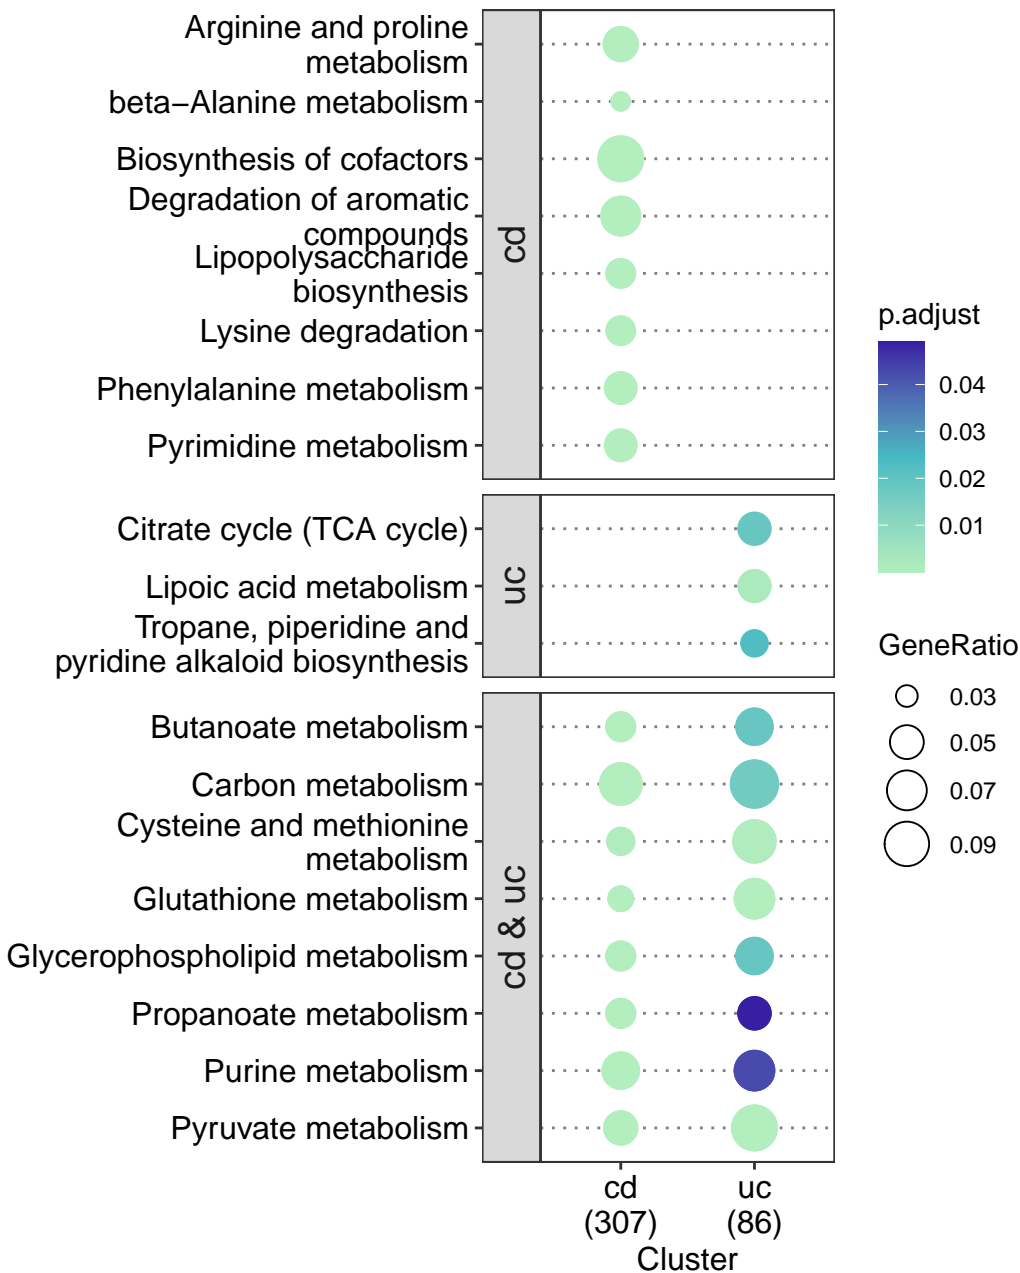 Arginine and proline
metabolism
beta−Alanine metabolism
Biosynthesis of cofactors
Degradation of aromatic
compounds
Lipopolysaccharide
biosynthesis
Lysine degradation
Phenylalanine metabolism
Pyrimidine metabolism
cd
Citrate cycle (TCA cycle)
Lipoic acid metabolism
Tropane, piperidine and
pyridine alkaloid biosynthesis
uc
Butanoate metabolism
Carbon metabolism
Cysteine and methionine
metabolism
Glutathione metabolism
Glycerophospholipid metabolism
Propanoate metabolism
Purine metabolism
Pyruvate metabolism
cd & uc
cd
(307)
uc
(86)
Cluster
p.adjust
0.04
0.03
0.02
0.01
GeneRatio
0.03
0.05
0.07
0.09